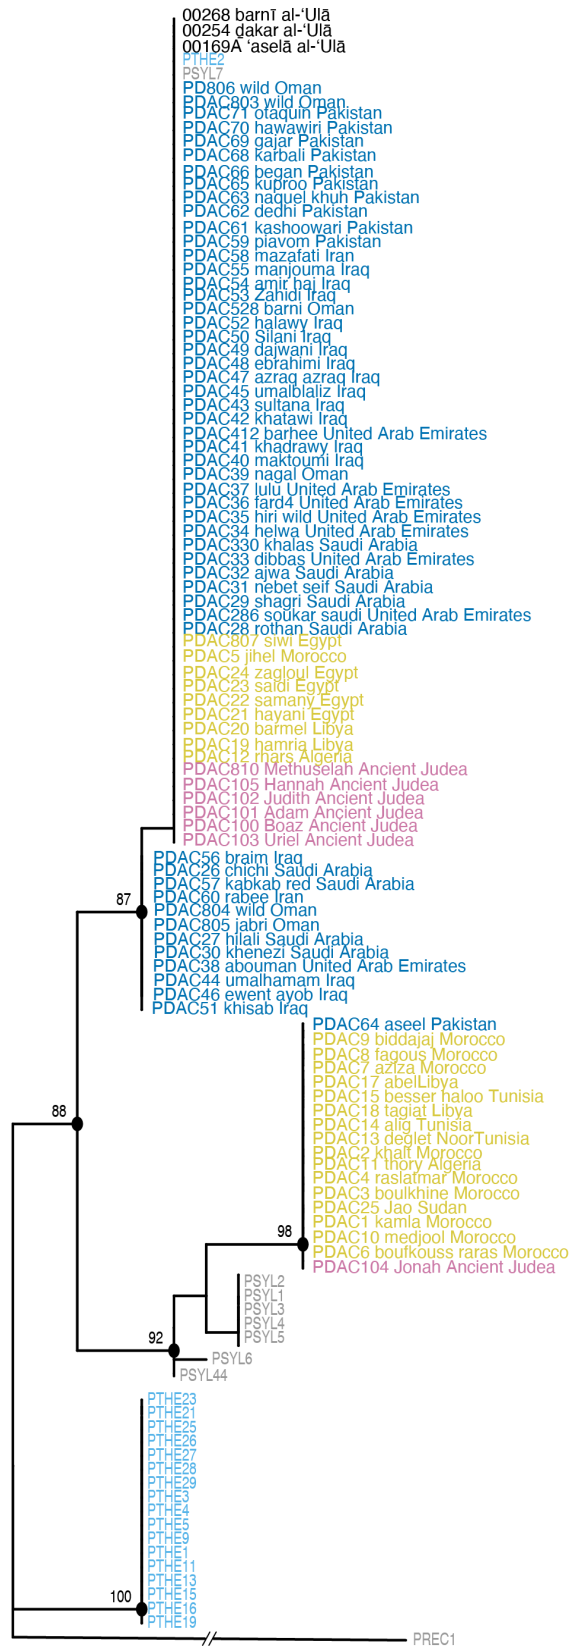 00268 barnī al-‘Ulā
00254 ḏakar al-‘Ulā
00169A ‘aselā al-‘Ulā
PTHE2
PSYL7
PD806 wild Oman
PDAC803 wild Oman
PDAC71 otaquin Pakistan
PDAC70 hawawiri Pakistan
PDAC69 gajar Pakistan
PDAC68 karbali Pakistan
PDAC66 began Pakistan
PDAC65 kuproo Pakistan
PDAC63 naquel khuh Pakistan
PDAC62 dedhi Pakistan
PDAC61 kashoowari Pakistan
PDAC59 piavom Pakistan
PDAC58 mazafati Iran
PDAC55 manjouma Iraq
PDAC54 amir haj Iraq
PDAC53 Zahidi Iraq
PDAC528 barni Oman
PDAC52 halawy Iraq
PDAC50 Silani Iraq
PDAC49 dajwani Iraq
PDAC48 ebrahimi Iraq
PDAC47 azraq azraq Iraq
PDAC45 umalblaliz Iraq
PDAC43 sultana Iraq
PDAC42 khatawi Iraq
PDAC412 barhee United Arab Emirates
PDAC41 khadrawy Iraq
PDAC40 maktoumi Iraq
PDAC39 nagal Oman
PDAC37 lulu United Arab Emirates
PDAC36 fard4 United Arab Emirates
PDAC35 hiri wild United Arab Emirates
PDAC34 helwa United Arab Emirates
PDAC330 khalas Saudi Arabia
PDAC33 dibbas United Arab Emirates
PDAC32 ajwa Saudi Arabia
PDAC31 nebet seif Saudi Arabia
PDAC29 shagri Saudi Arabia
PDAC286 soukar saudi United Arab Emirates
PDAC28 rothan Saudi Arabia
PDAC807 siwi Egypt
PDAC5 jihel Morocco
PDAC24 zagloul Egypt
PDAC23 saidi Egypt
PDAC22 samany Egypt
PDAC21 hayani Egypt
PDAC20 barmel Libya
PDAC19 hamria Libya
PDAC12 rhars Algeria
PDAC810 Methuselah Ancient Judea
PDAC105 Hannah Ancient Judea
PDAC102 Judith Ancient Judea
PDAC101 Adam Ancient Judea
PDAC100 Boaz Ancient Judea
PDAC103 Uriel Ancient Judea
PDAC56 braim Iraq
PDAC26 chichi Saudi Arabia
PDAC57 kabkab red Saudi Arabia
87
PDAC60 rabee Iran
PDAC804 wild Oman
PDAC805 jabri Oman
PDAC27 hilali Saudi Arabia
PDAC30 khenezi Saudi Arabia
PDAC38 abouman United Arab Emirates
PDAC44 umalhamam Iraq
PDAC46 ewent ayob Iraq
PDAC51 khisab Iraq
PDAC64 aseel Pakistan
PDAC9 biddajaj Morocco
PDAC8 fagous Morocco
PDAC7 aziza Morocco
PDAC17 abelLibya
PDAC15 besser haloo Tunisia
88
PDAC18 tagiat Libya
PDAC14 alig Tunisia
PDAC13 deglet NoorTunisia
PDAC2 khalt Morocco
PDAC11 thory Algeria
PDAC4 raslatmar Morocco
PDAC3 boulkhine Morocco
PDAC25 Jao Sudan
PDAC1 kamla Morocco
98
PDAC10 medjool Morocco
PDAC6 boufkouss raras Morocco
PDAC104 Jonah Ancient Judea
PSYL2
PSYL1
PSYL3
PSYL4
PSYL5
92
PSYL6
PSYL44
PTHE23
PTHE21
PTHE25
PTHE26
PTHE27
PTHE28
PTHE29
PTHE3
PTHE4
PTHE5
PTHE9
PTHE1
PTHE11
PTHE13
PTHE15
100
PTHE16
PTHE19
PREC1